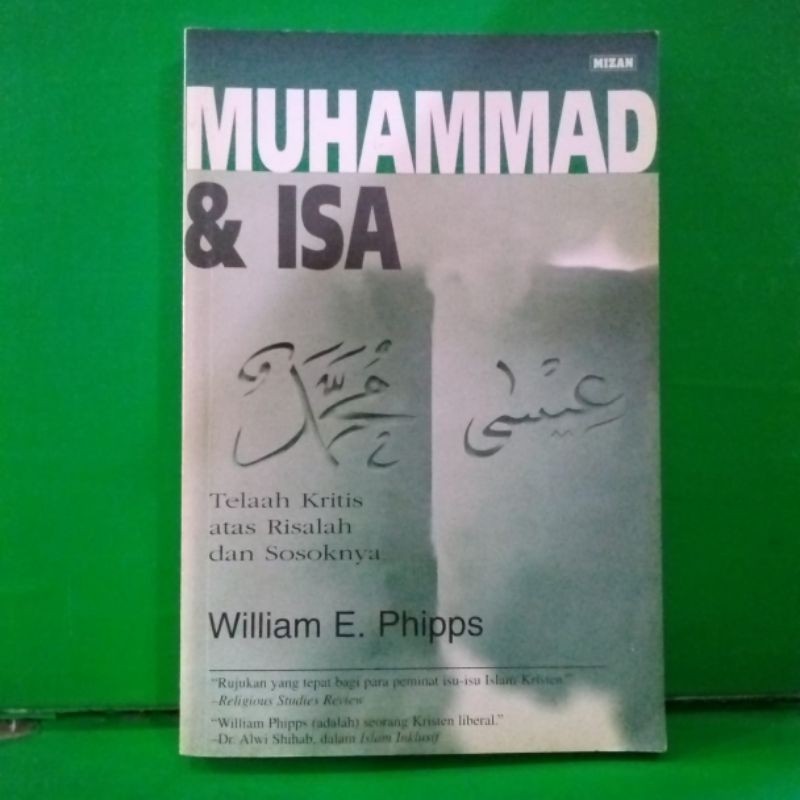 MIZAN
MUHAMMAD
& ISA
محمد
عيسى
Telaah Kritis
atas Risalah
dan Sosoknya
William E. Phipps
"Rujukan yang tepat bagi para peminat isu-isu Islam-Kristen."
–Religious Studies Review
"William Phipps (adalah) seorang Kristen liberal."
–Dr. Alwi Shihab, dalam Islam Inklusif